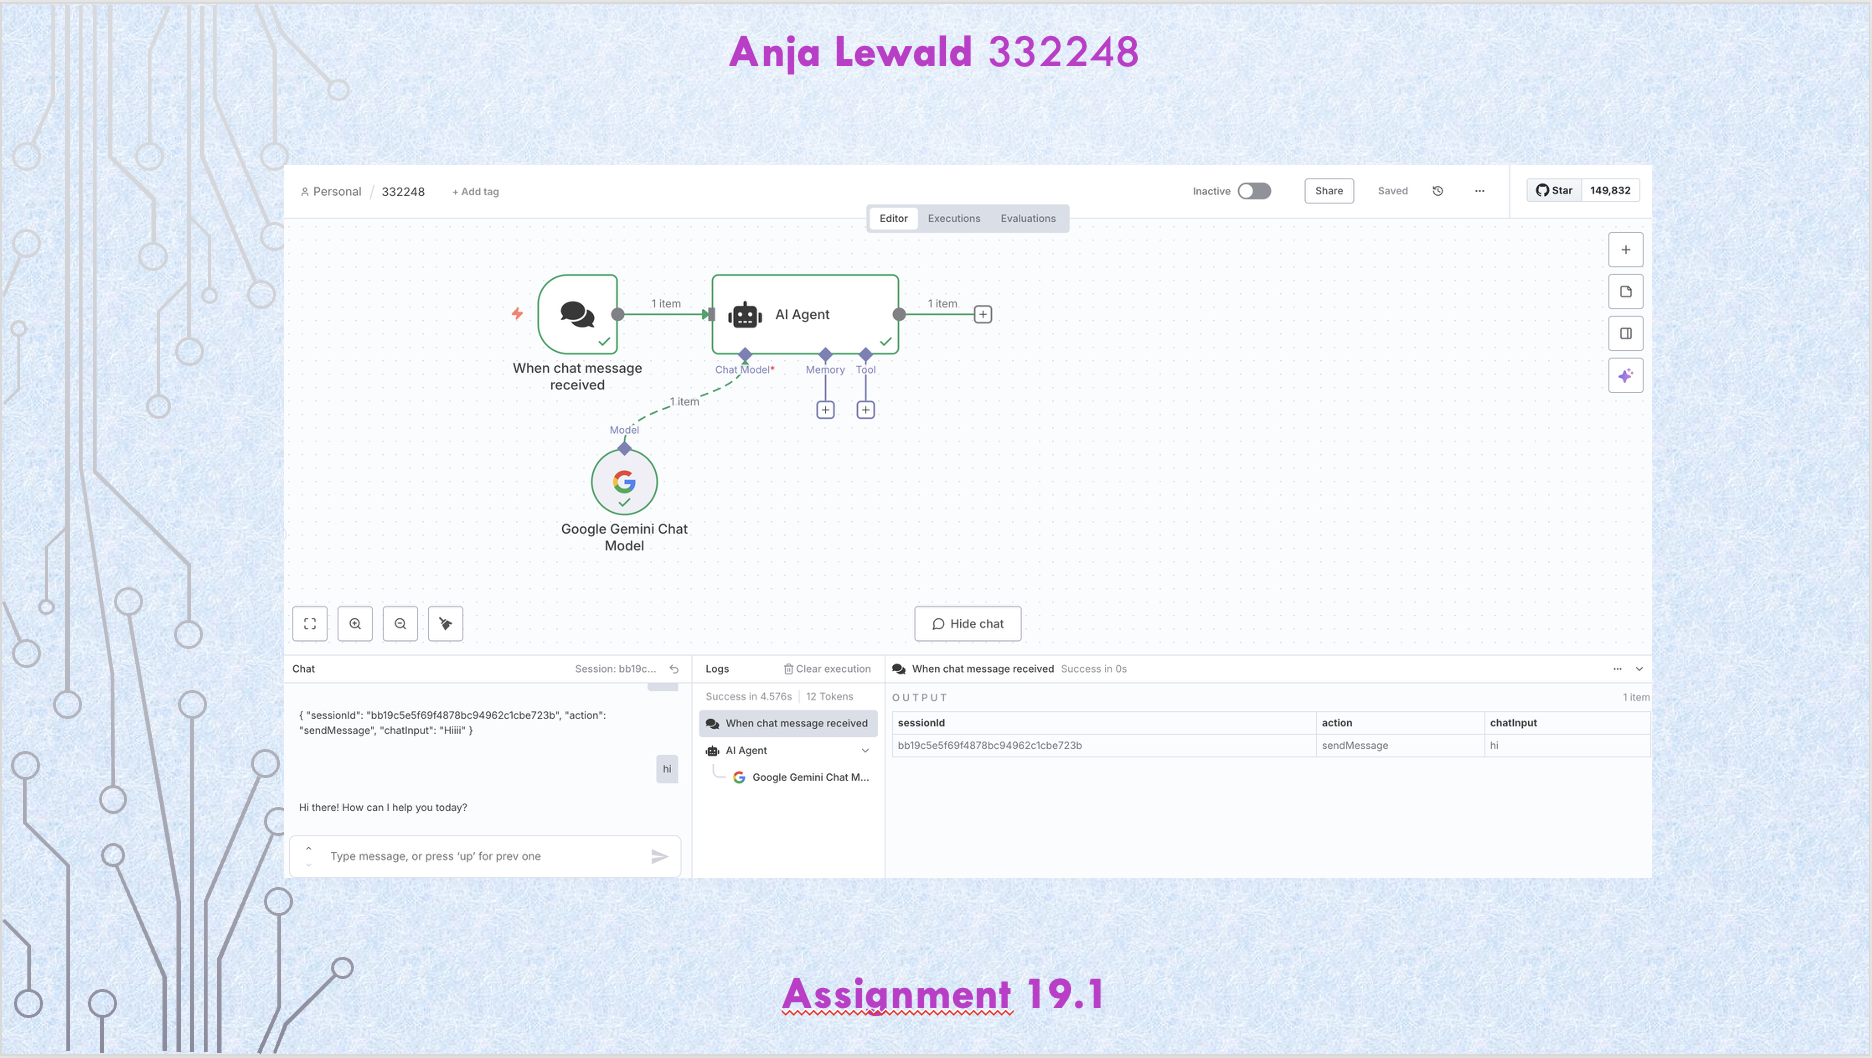 Anja Lewald 332248
Personal / 332248 + Add tag
Inactive Share Saved ... Star 149,832
Editor Executions Evaluations
1 item
AI Agent
1 item
When chat message
received
Chat Model* Memory Tool
1 item
Model
Google Gemini Chat
Model
Hide chat
Chat Session: bb19c...
{ "sessionId": "bb19c5e5f69f4878bc94962c1cbe723b", "action":
"sendMessage", "chatInput": "Hiiii" }
hi
Hi there! How can I help you today?
Type message, or press ‘up’ for prev one
Logs Clear execution
Success in 4.576s | 12 Tokens
When chat message received
AI Agent
Google Gemini Chat M...
When chat message received Success in 0s ...
OUTPUT 1 item
sessionId action chatInput
bb19c5e5f69f4878bc94962c1cbe723b sendMessage hi
Assignment 19.1